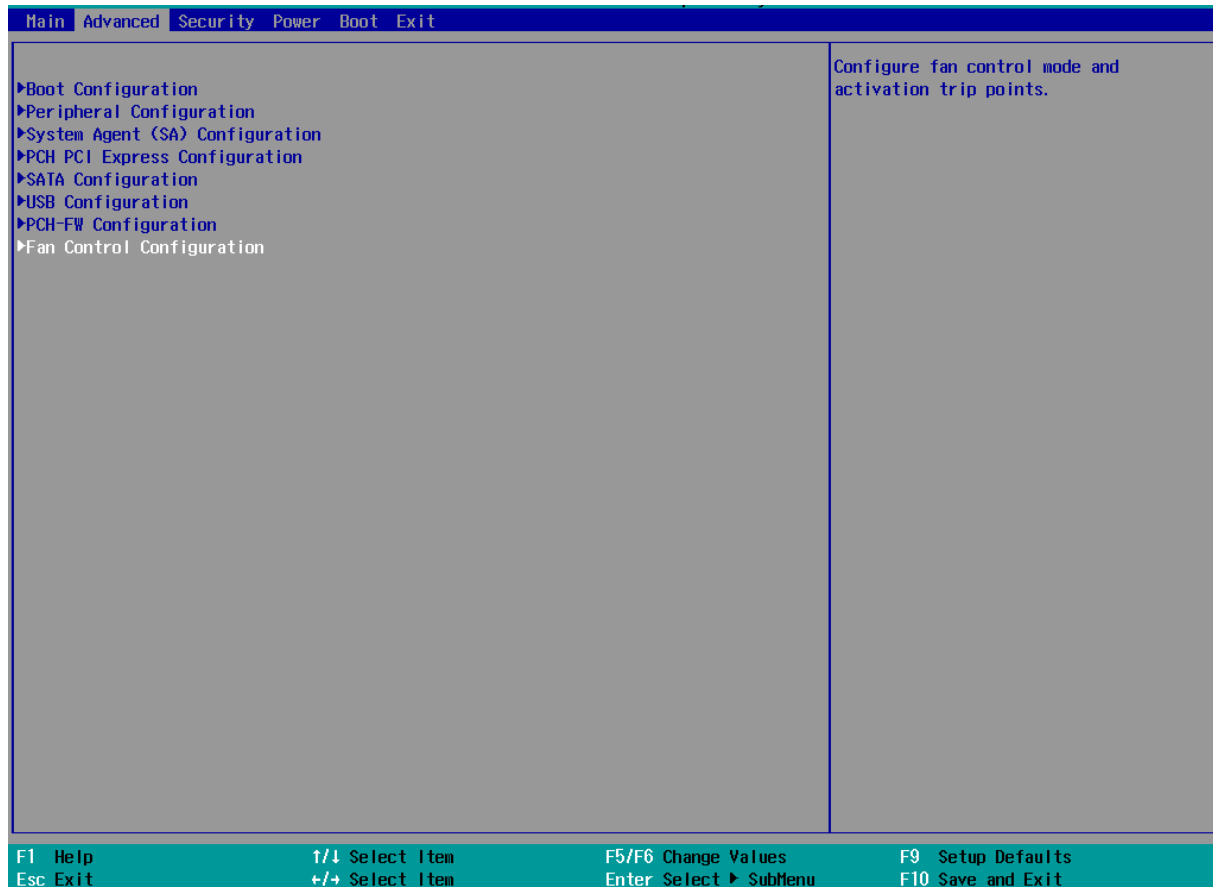 Main Advanced Security Power Boot Exit
▶Boot Configuration
▶Peripheral Configuration
▶System Agent (SA) Configuration
▶PCH PCI Express Configuration
▶SATA Configuration
▶USB Configuration
▶PCH-FW Configuration
▶Fan Control Configuration
Configure fan control mode and
activation trip points.
F1 Help ↑/↓ Select Item F5/F6 Change Values F9 Setup Defaults
Esc Exit ←/→ Select Item Enter Select ▶ SubMenu F10 Save and Exit